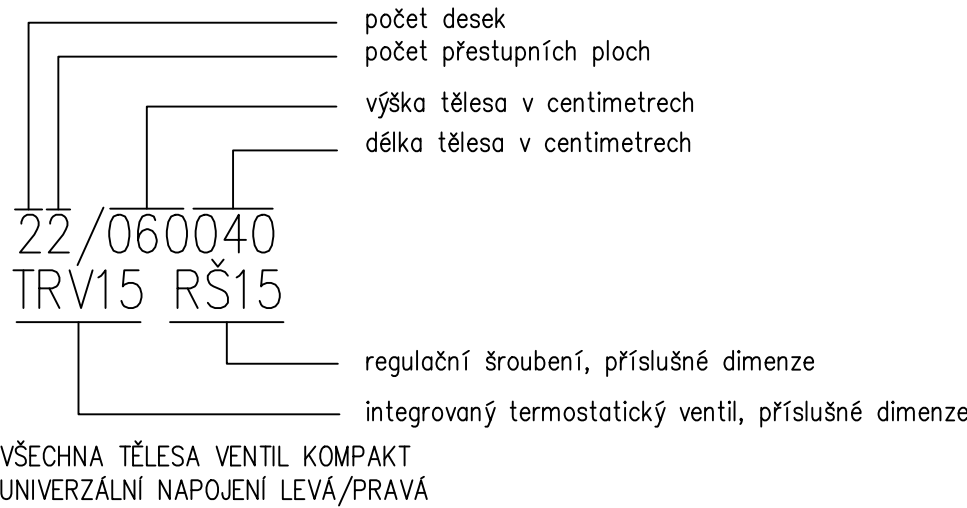 počet desek
počet přestupních ploch
výška tělesa v centimetrech
délka tělesa v centimetrech
22/060040
TRV15 RŠ15
regulační šroubení, příslušné dimenze
integrovaný termostatický ventil, příslušné dimenze
VŠECHNA TĚLESA VENTIL KOMPAKT
UNIVERZÁLNÍ NAPOJENÍ LEVÁ/PRAVÁ